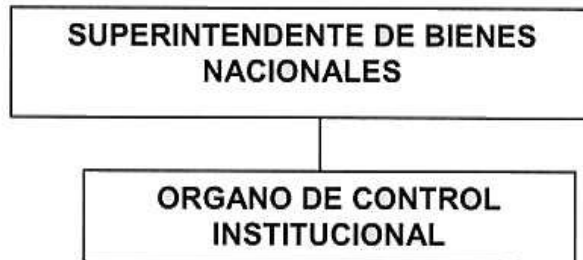 SUPERINTENDENTE DE BIENES
NACIONALES
ORGANO DE CONTROL
INSTITUCIONAL